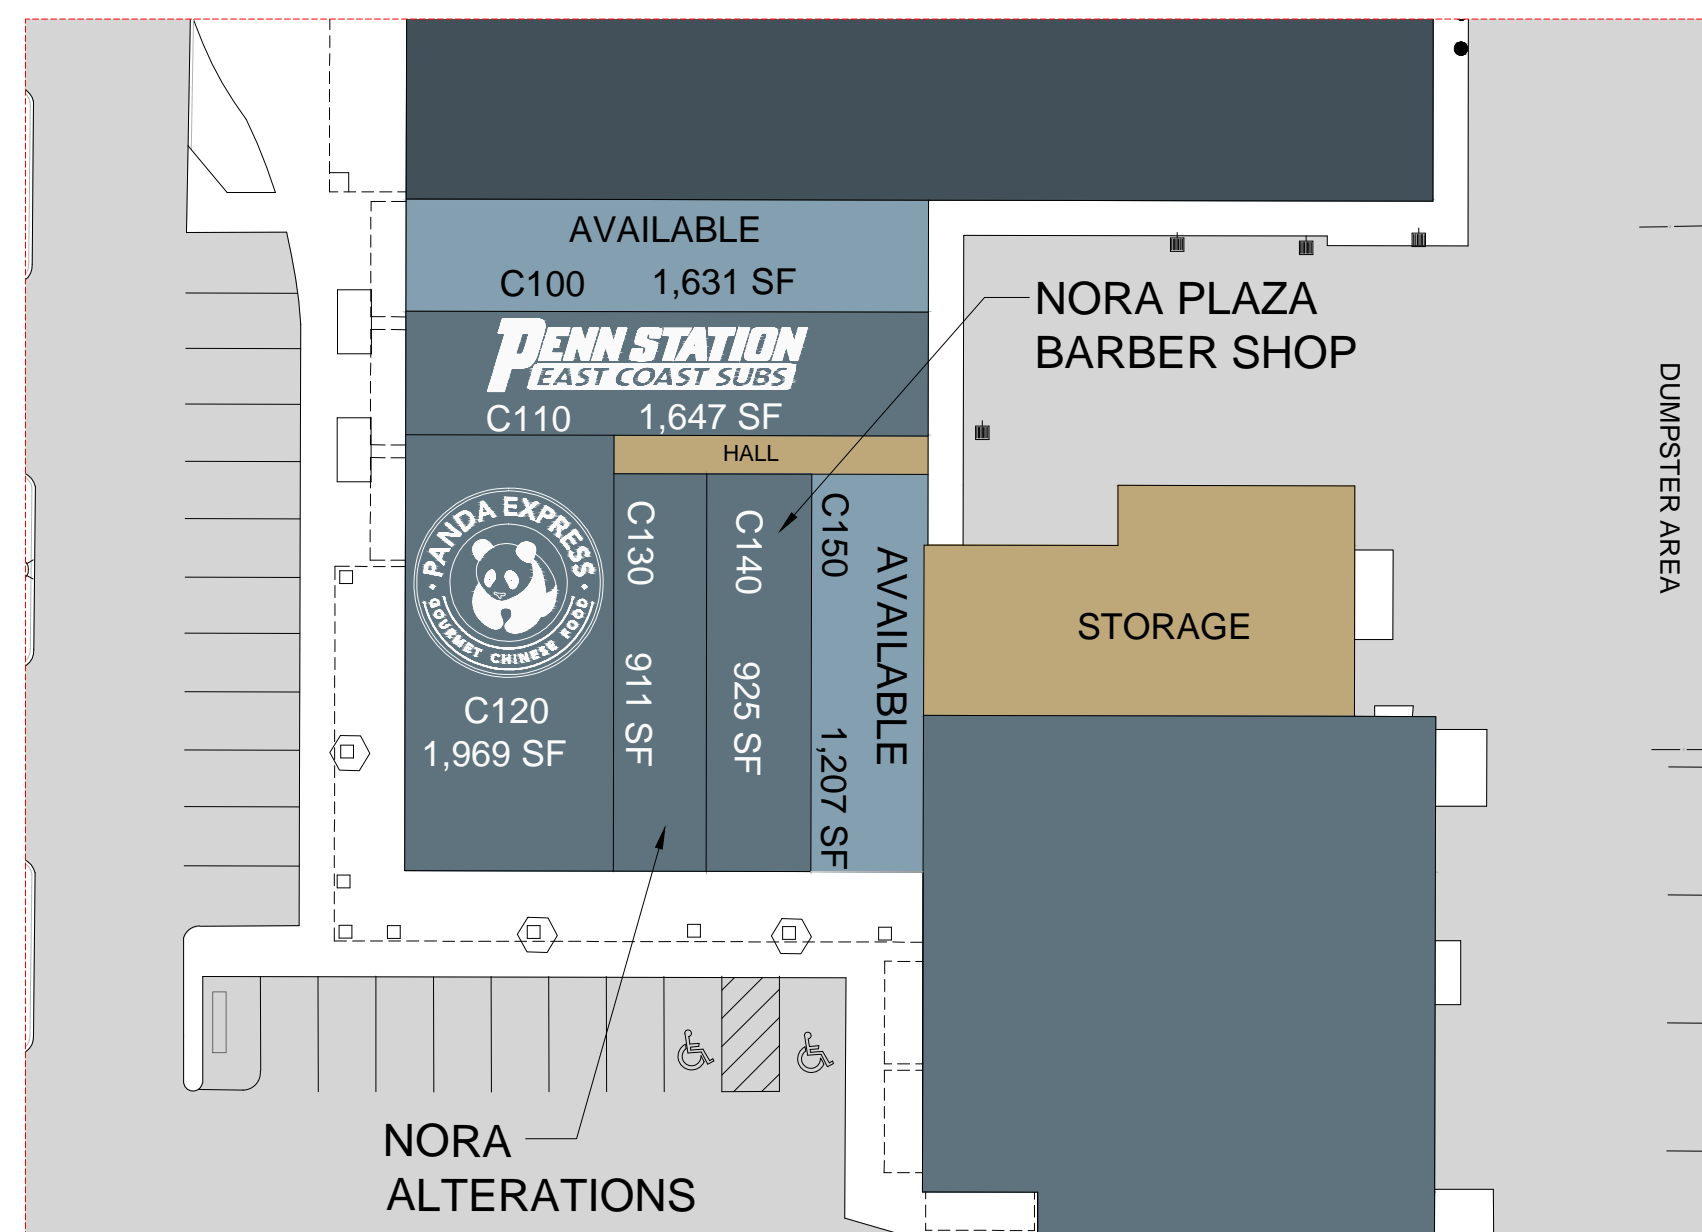 AVAILABLE
C100 1,631 SF
PENN STATION
EAST COAST SUBS
C110 1,647 SF
NORA PLAZA
BARBER SHOP
HALL
PANDA EXPRESS
GOURMET CHINESE FOOD
C120
1,969 SF
C130 911 SF
C140 925 SF
C150 1,207 SF
AVAILABLE
STORAGE
DUMPSTER AREA
NORA
ALTERATIONS